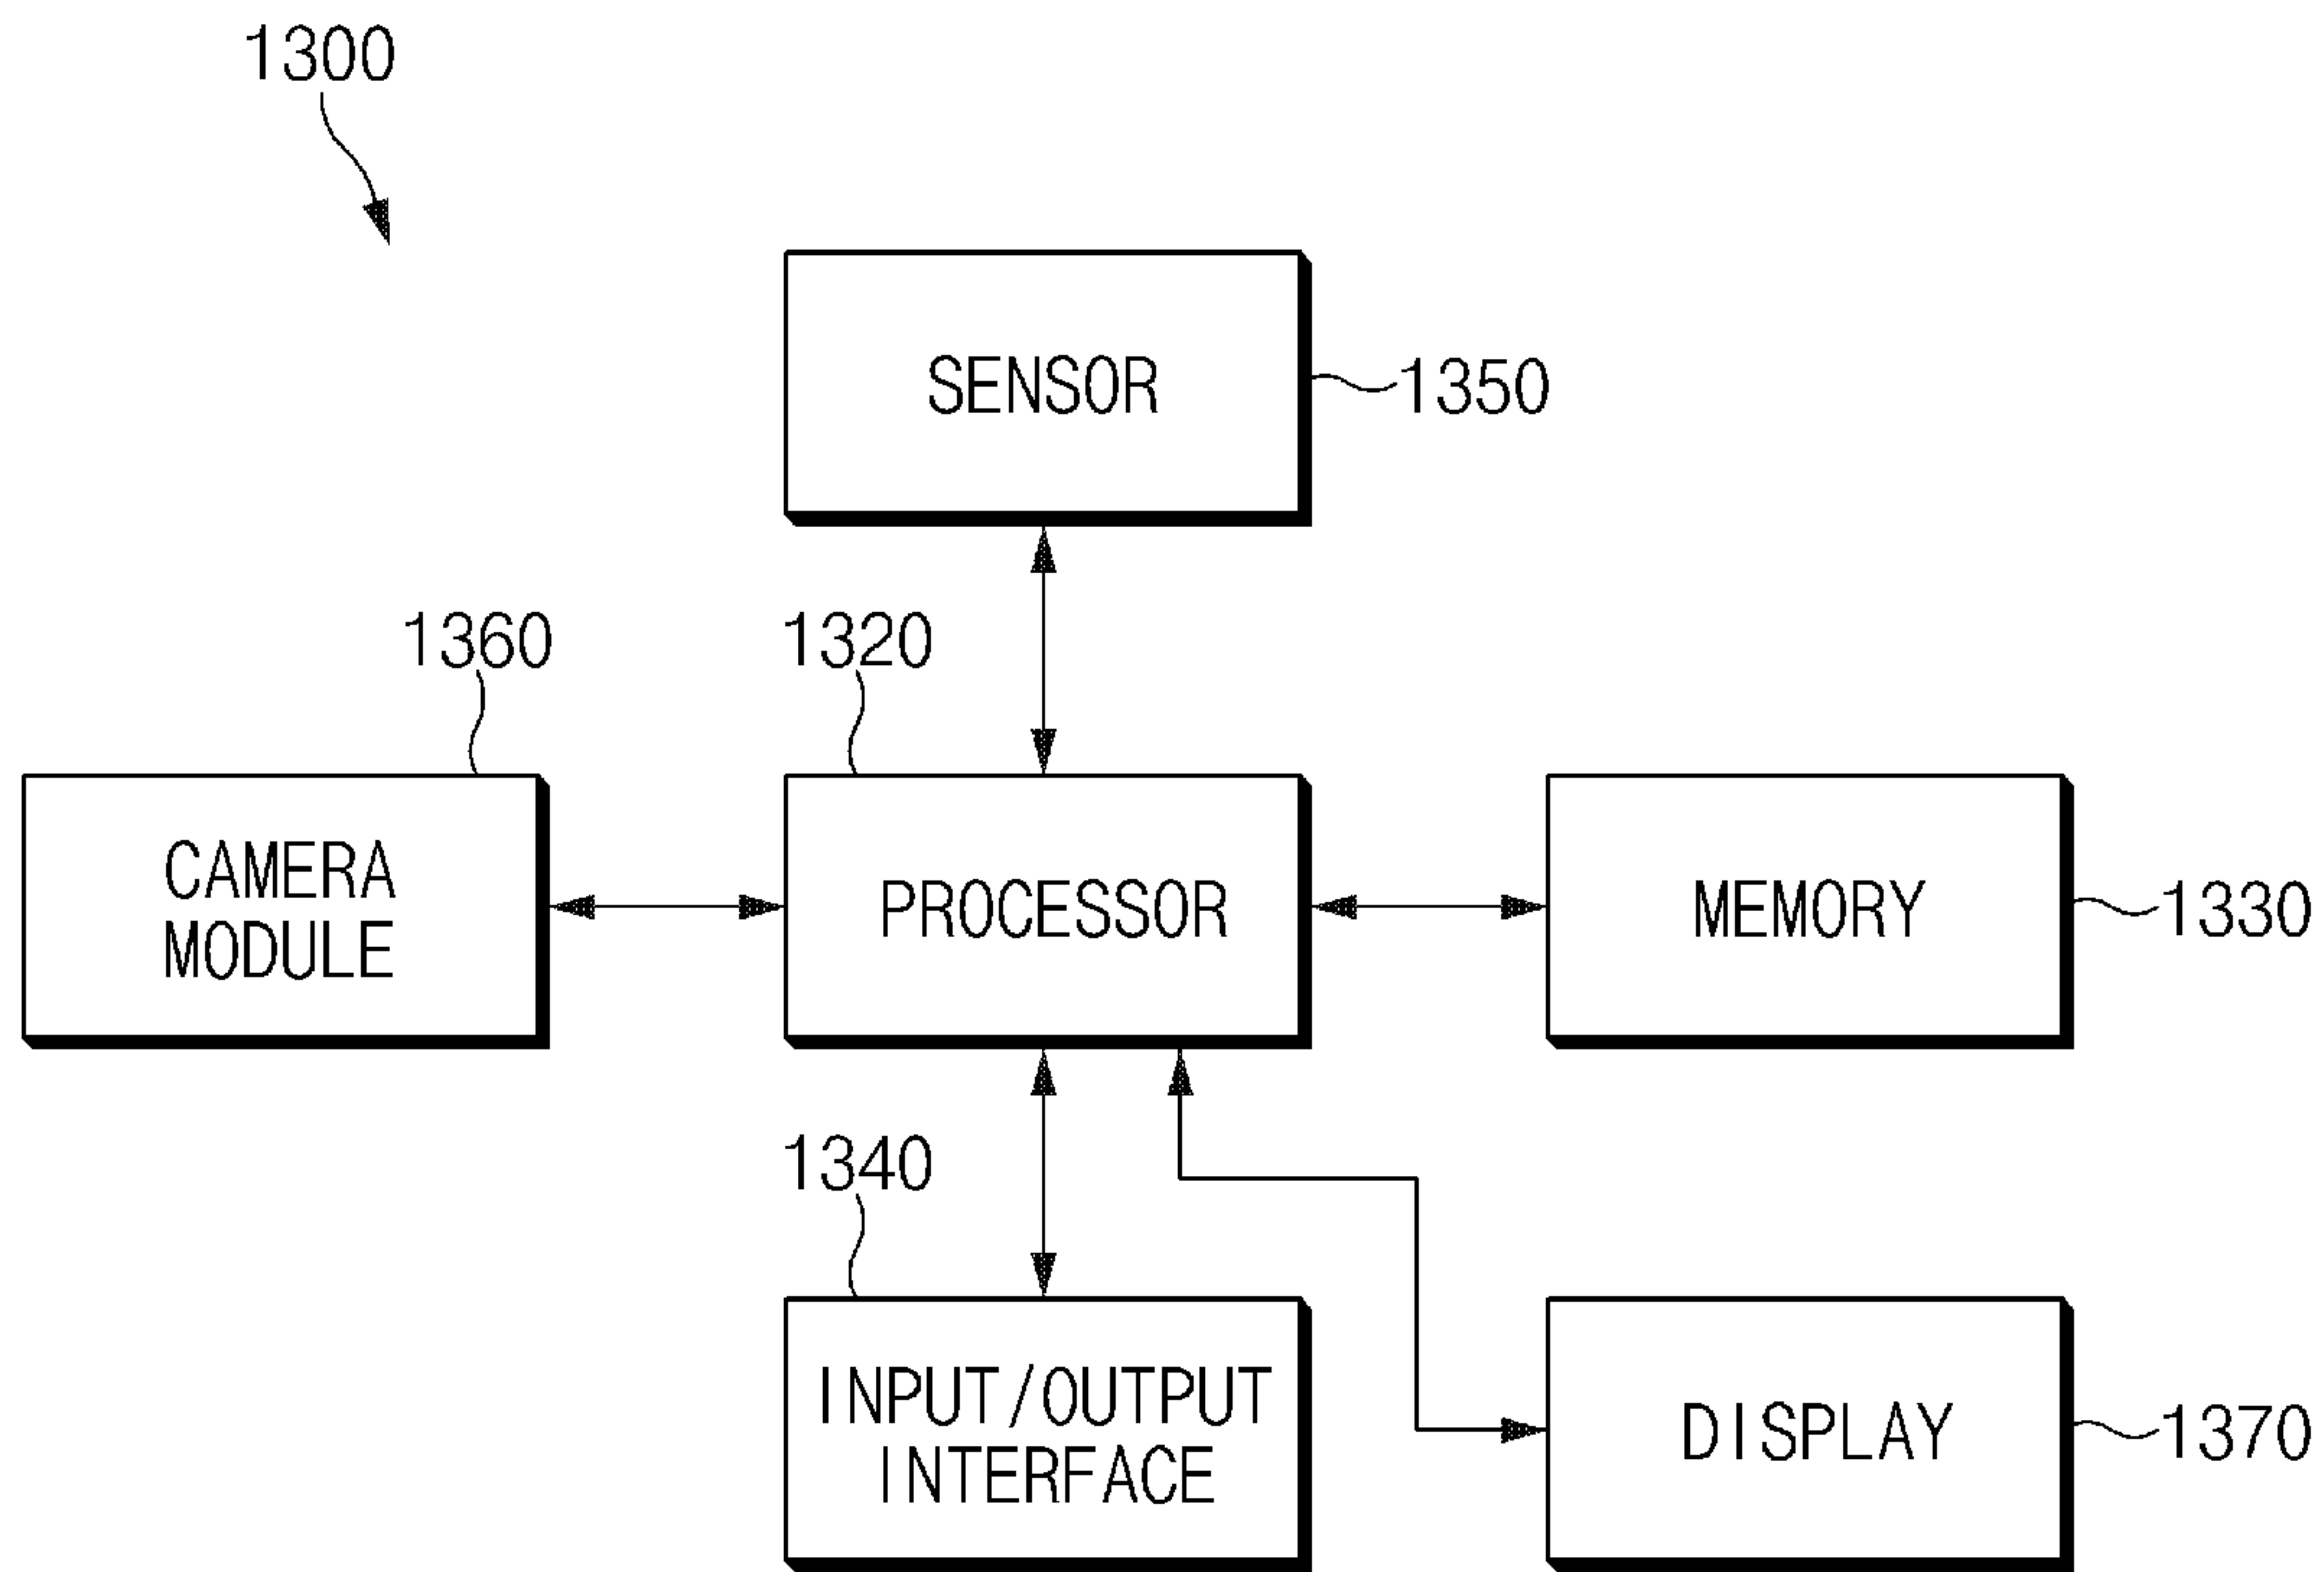 1300
SENSOR
1350
1360
1320
CAMERA
MODULE
PROCESSOR
MEMORY
1330
1340
INPUT/OUTPUT
INTERFACE
DISPLAY
1370